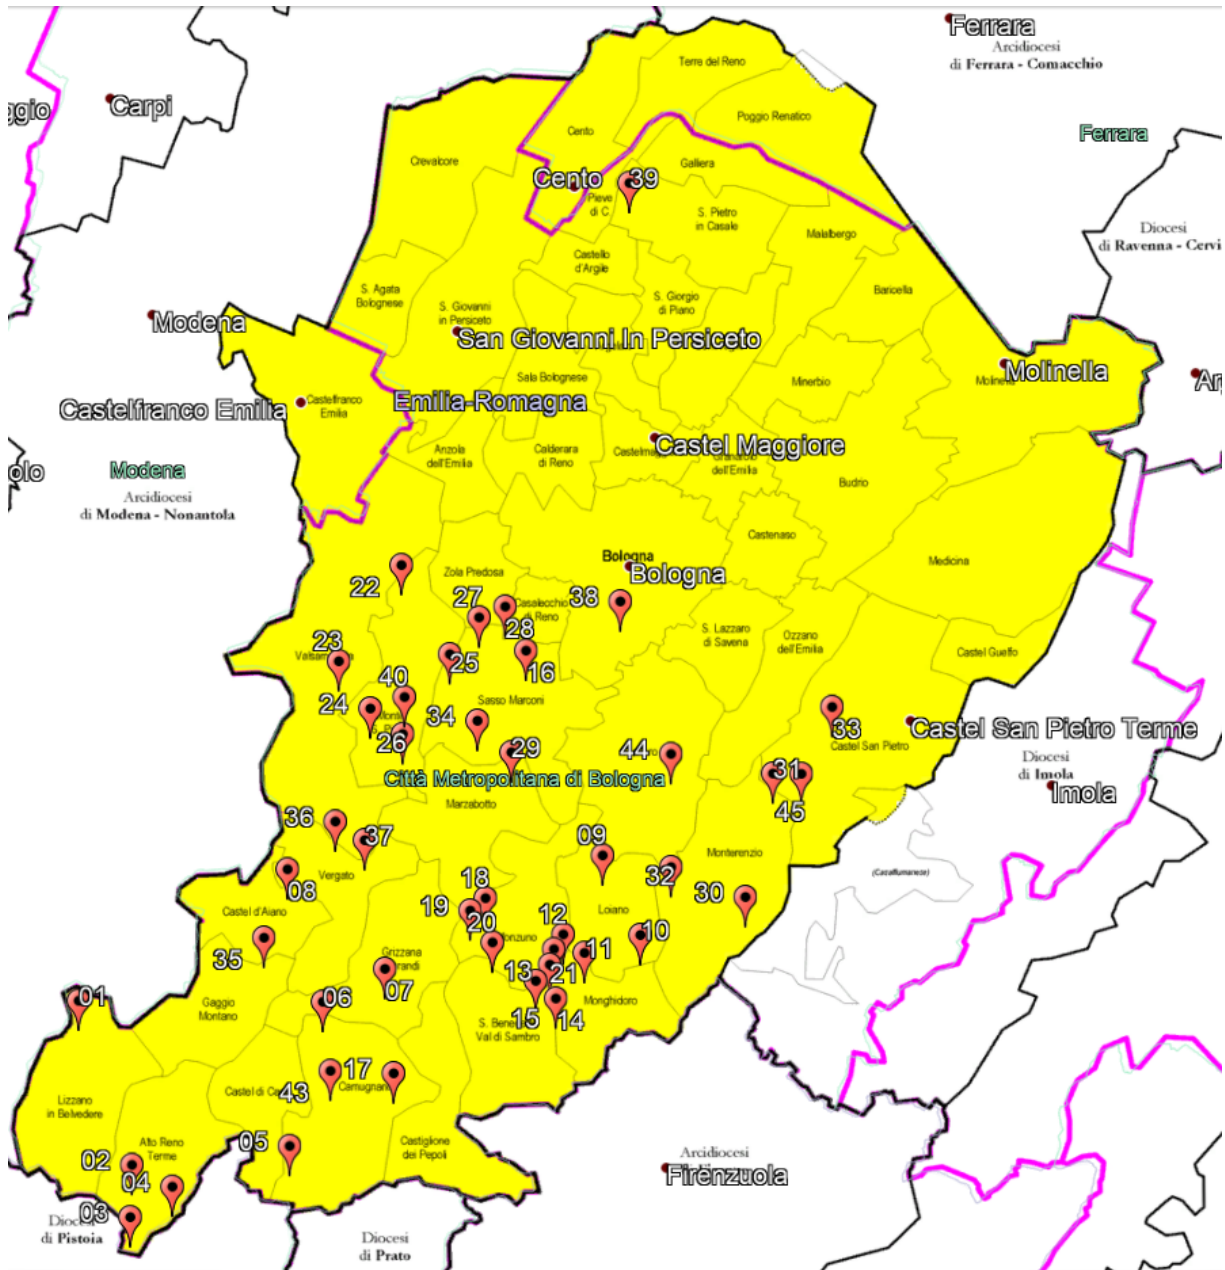 Ferrara
Arcidiocesi
di Ferrara - Comacchio
Terre del Reno
Carpi
ggio
Poggio Renatico
Cento
Ferrara
Crevalcore
Galliera
Cento
39
Pieve
di C
S. Pietro
in Casale
Malalbergo
Diocesi
di Ravenna - Cervi
Castello
d'Argile
S. Agata
Bolognese
S. Giorgio
di Piano
Baricella
S. Giovanni
in Persiceto
Modena
San Giovanni In Persiceto
Molinella
Sala Bolognese
Minerbio
Castelfranco Emilia
Castelfranco
Emilia
Emilia-Romagna
Anzola
dell'Emilia
Calderara
di Reno
Castel Maggiore
dell'Emilia
Budrio
olo
Modena
Arcidiocesi
di Modena - Nonantola
Castenaso
Bologna
Bologna
Medicina
Zola Predosa
22
27
Casalecchio
di Reno
28
38
S. Lazzaro
di Savena
Ozzano
dell'Emilia
Castel Guelfo
23
25
16
40
24
26
34
Sasso Marconi
29
44
33
Castel San Pietro
Castel San Pietro Terme
Diocesi
di Imola
Imola
31
45
Città Metropolitana di Bologna
Marzabotto
36
37
09
Monterenzio
08
Vergato
32
30
(Casalfiumanese)
18
19
20
12
Loiano
10
11
Castel d'Aiano
35
Grizzana
07
13
21
15
14
Monghidoro
01
Gaggio
Montano
06
Val di Sambro
Lizzano
in Belvedere
43
17
Alto Reno
Terme
02
04
03
05
Castiglione
dei Pepoli
Arcidiocesi
Firenzuola
di Pistoia
Diocesi
di Prato